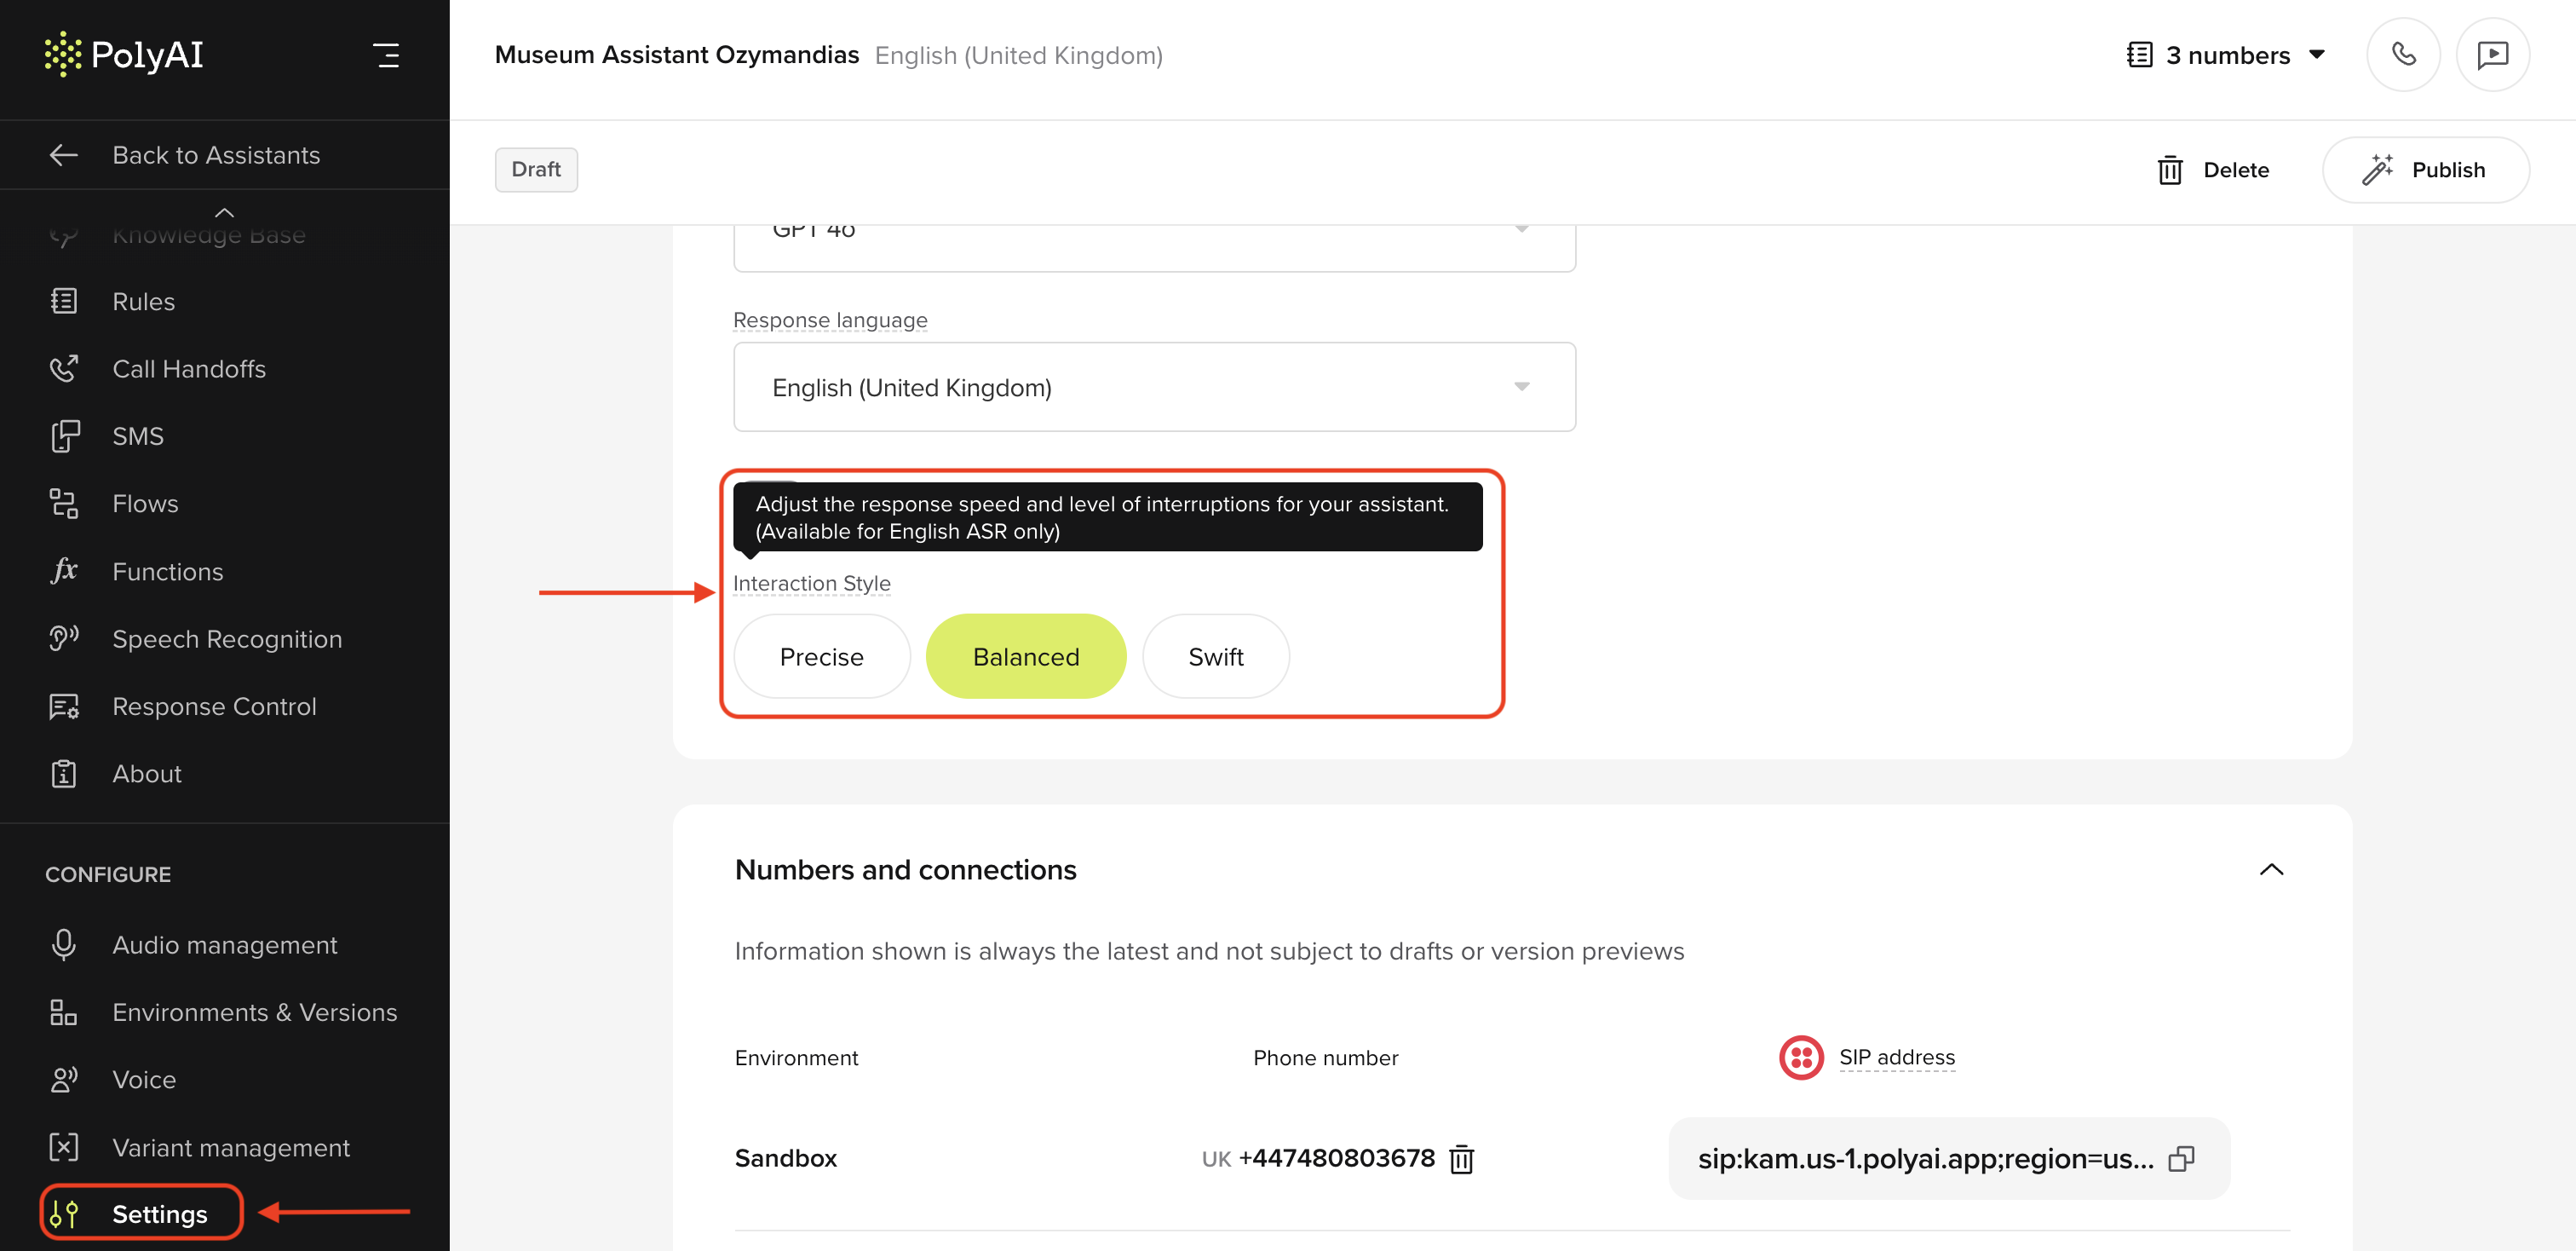 PolyAI
Back to Assistants
Knowledge Base
Rules
Call Handoffs
SMS
Flows
fx Functions
Speech Recognition
Response Control
About
CONFIGURE
Audio management
Environments & Versions
Voice
Variant management
Settings
Museum Assistant Ozymandias English (United Kingdom)
3 numbers
Draft
Delete
Publish
GPT 4o
Response language
English (United Kingdom)
Adjust the response speed and level of interruptions for your assistant.
(Available for English ASR only)
Interaction Style
Precise Balanced Swift
Numbers and connections
Information shown is always the latest and not subject to drafts or version previews
Environment Phone number SIP address
Sandbox UK +447480803678 sip:kam.us-1.polyai.app;region=us...